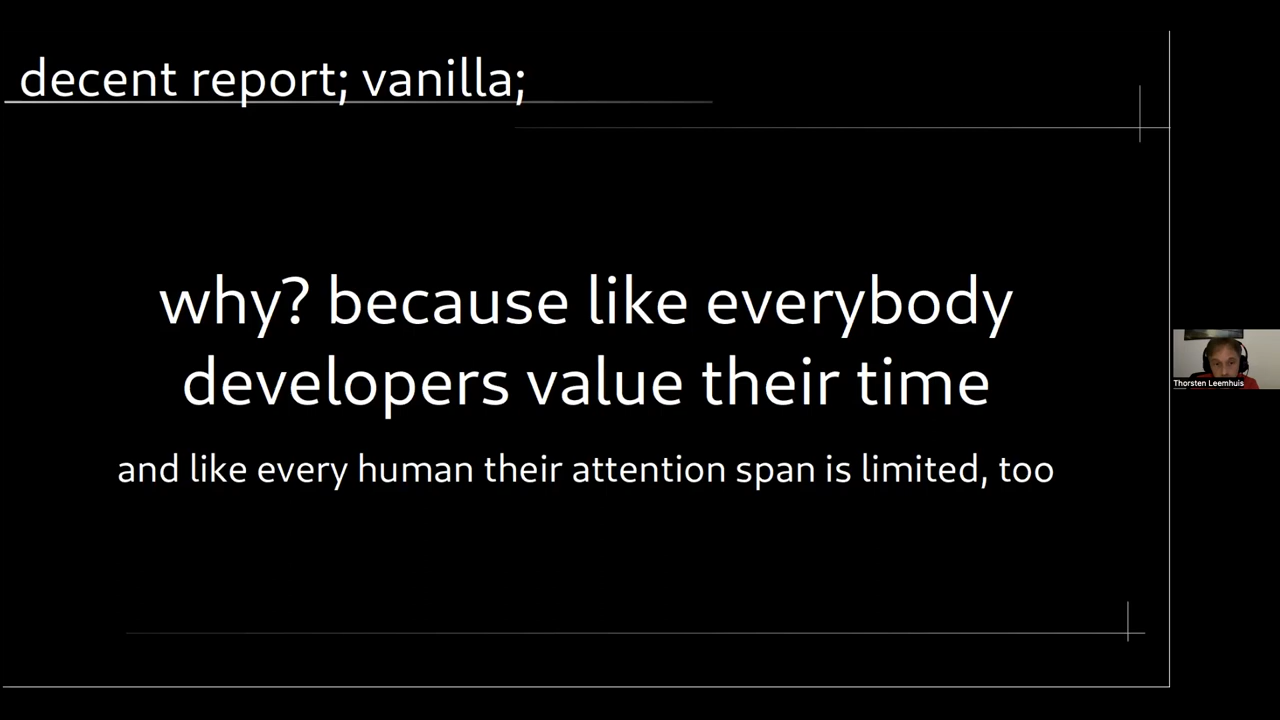 decent report; vanilla;
why? because like everybody
developers value their time
and like every human their attention span is limited, too
Thorsten Leemhuis